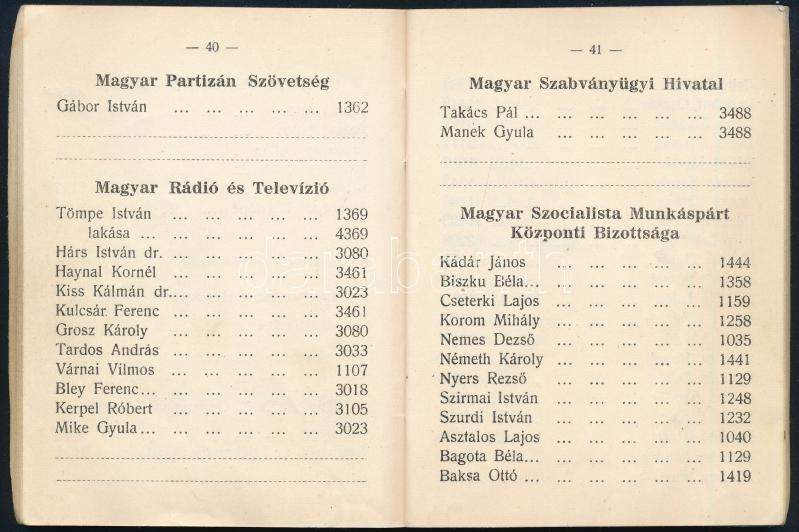 — 40 —
Magyar Partizán Szövetség
Gábor István ... ... ... ... ... 1362
Magyar Rádió és Televízió
Tömpe István ... ... ... ... ... 1369
lakása ... ... ... ... ... ... 4369
Hárs István dr. ... ... ... ... ... 3080
Haynal Kornél ... ... ... ... ... 3461
Kiss Kálmán dr.... ... ... ... ... 3023
Kulcsár Ferenc ... ... ... ... ... 3461
Grosz Károly ... ... ... ... ... 3080
Tardos András ... ... ... ... ... 3033
Várnai Vilmos ... ... ... ... ... 1107
Bley Ferenc... ... ... ... ... ... 3018
Kerpel Róbert ... ... ... ... ... 3105
Mike Gyula... ... ... ... ... ... 3023
— 41 —
Magyar Szabványügyi Hivatal
Takács Pál ... ... ... ... ... ... 3488
Manek Gyula ... ... ... ... ... 3488
Magyar Szocialista Munkáspárt
Központi Bizottsága
Kádár János ... ... ... ... ... 1444
Biszku Béla... ... ... ... ... ... 1358
Cseterki Lajos ... ... ... ... ... 1159
Korom Mihály ... ... ... ... ... 1258
Nemes Dezső ... ... ... ... ... 1035
Németh Károly ... ... ... ... ... 1441
Nyers Rezső ... ... ... ... ... 1129
Szirmai István ... ... ... ... ... 1248
Szurdi István ... ... ... ... ... 1232
Asztalos Lajos ... ... ... ... ... 1040
Bagota Béla... ... ... ... ... ... 1129
Baksa Ottó ... ... ... ... ... ... 1419